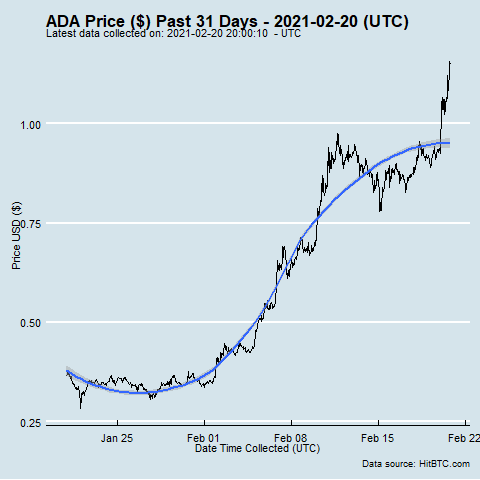 ADA Price ($) Past 31 Days - 2021-02-20 (UTC)
Latest data collected on: 2021-02-20 20:00:10 - UTC
Price USD ($)
1.00
0.75
0.50
0.25
Jan 25
Feb 01
Feb 08
Feb 15
Feb 22
Date Time Collected (UTC)
Data source: HitBTC.com